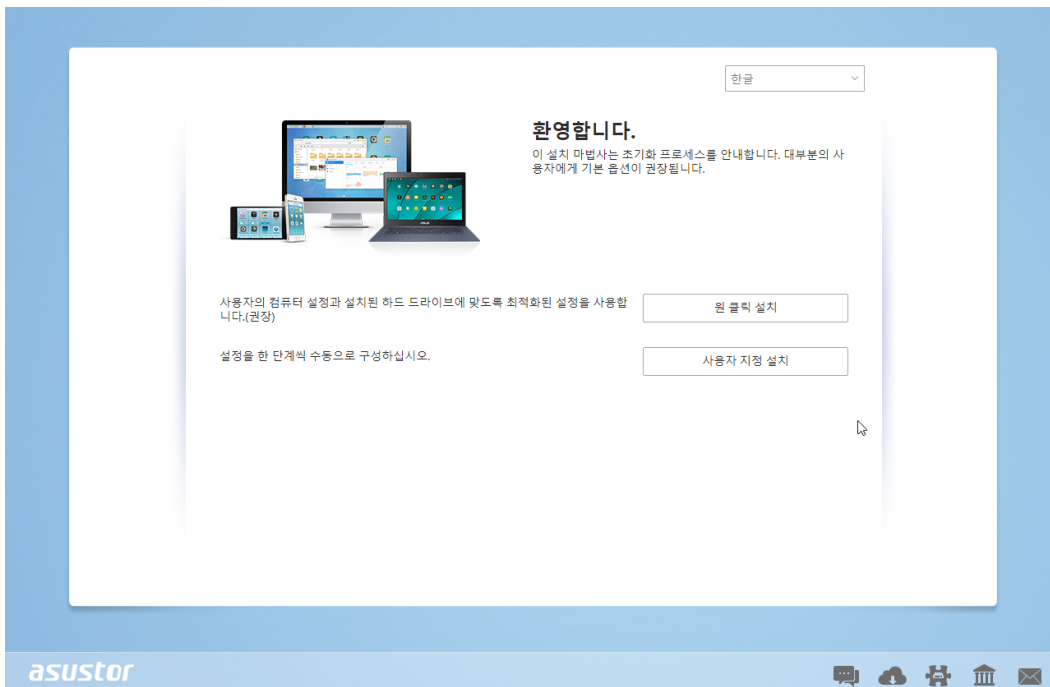 한글
환영합니다.
이 설치 마법사는 초기화 프로세스를 안내합니다. 대부분의 사
용자에게 기본 옵션이 권장됩니다.
사용자의 컴퓨터 설정과 설치된 하드 드라이브에 맞도록 최적화된 설정을 사용합
니다.(권장)
원 클릭 설치
설정을 한 단계씩 수동으로 구성하십시오.
사용자 지정 설치
asustor